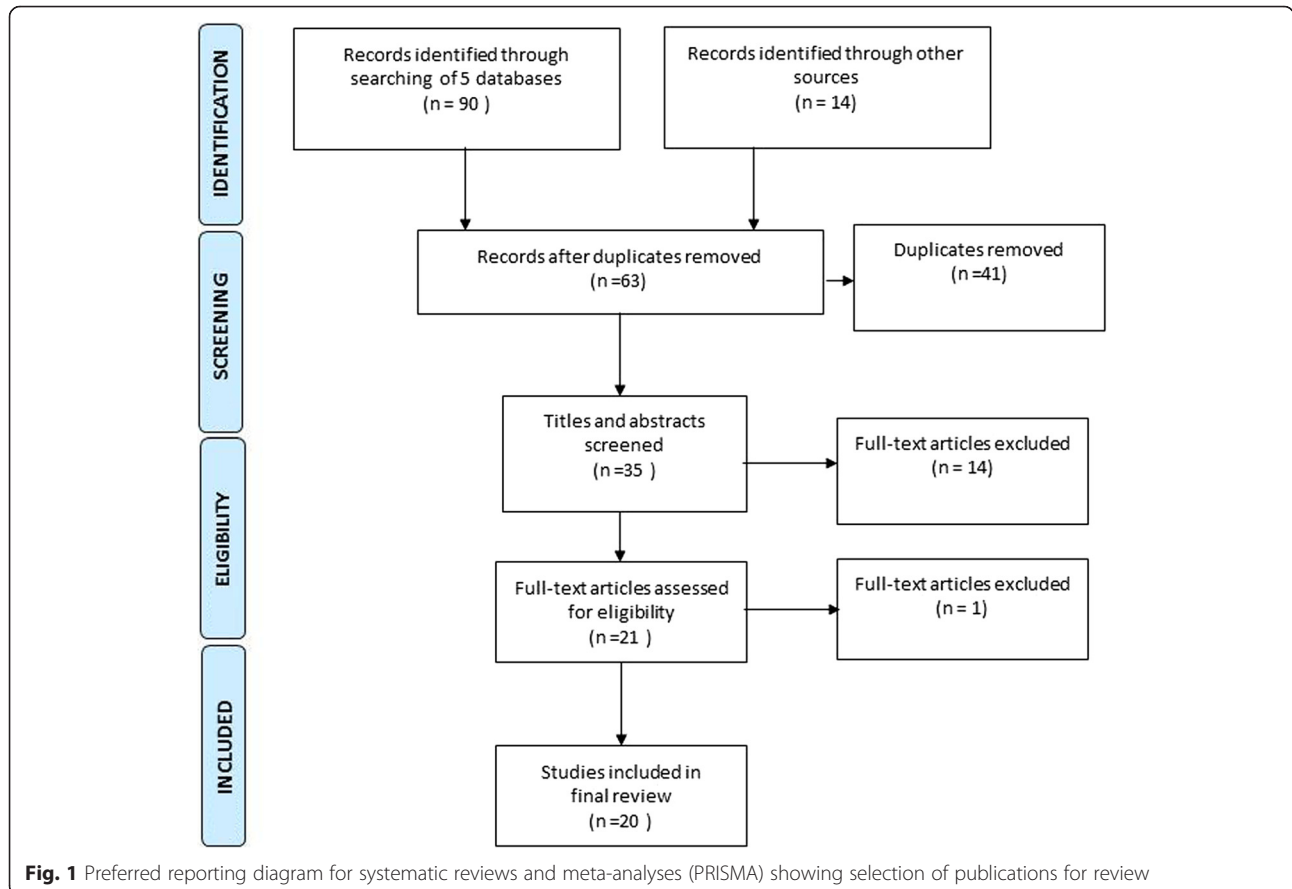 IDENTIFICATION
Records identified through
searching of 5 databases
(n = 90 )
Records identified through other
sources
(n = 14)
SCREENING
Records after duplicates removed
(n =63)
Duplicates removed
(n =41)
Titles and abstracts
screened
(n =35 )
Full-text articles excluded
(n = 14)
ELIGIBILITY
Full-text articles assessed
for eligibility
(n =21 )
Full-text articles excluded
(n = 1)
INCLUDED
Studies included in
final review
(n =20 )
Fig. 1 Preferred reporting diagram for systematic reviews and meta-analyses (PRISMA) showing selection of publications for review